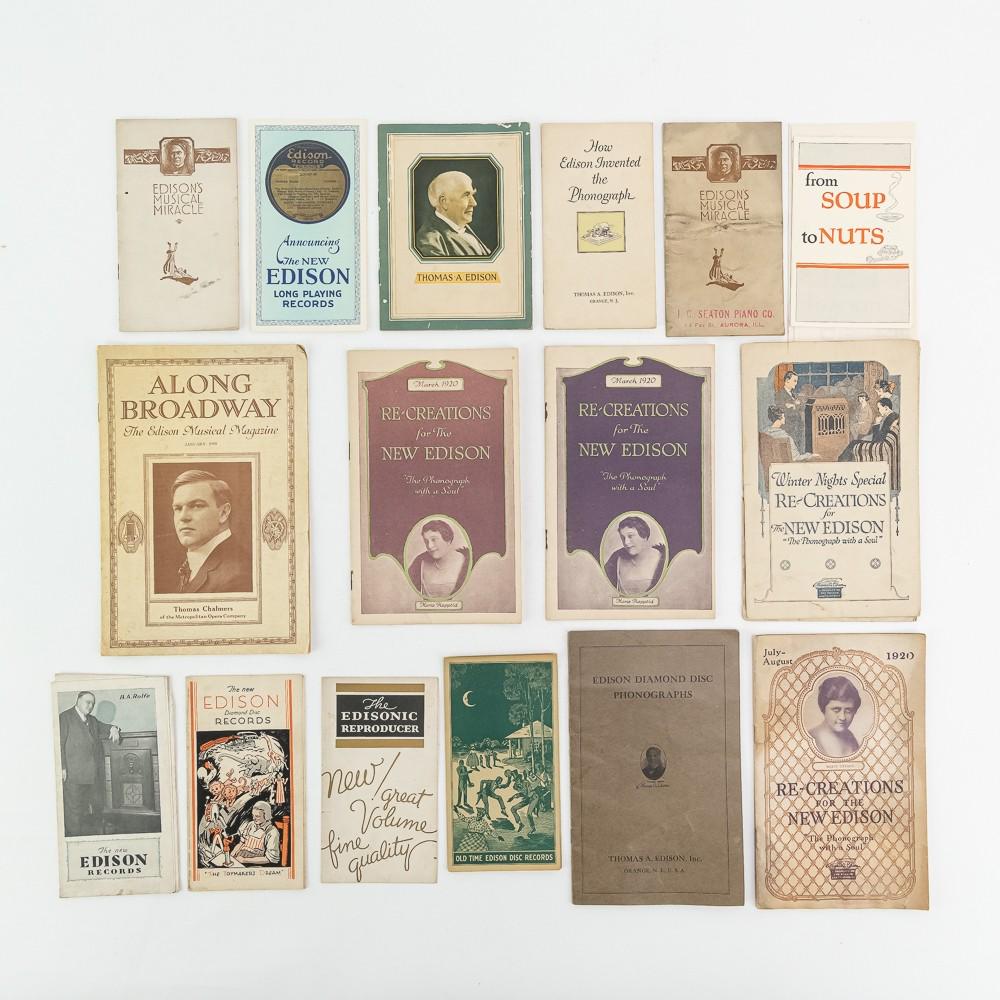 EDISON'S
MUSICAL
MIRACLE
Edison
RECORD
Announcing
The NEW
EDISON
LONG PLAYING
RECORDS
THOMAS A EDISON
How
Edison Invented
the
Phonograph
THOMAS A. EDISON, Inc.
ORANGE, N. J.
EDISON'S
MUSICAL
MIRACLE
SEATON PIANO CO.
AURORA, ILL.
from
SOUP
to NUTS
ALONG
BROADWAY
The Edison Musical Magazine
Thomas Chalmers
of the Metropolitan Opera Company
March 1920
RE-CREATIONS
for The
NEW EDISON
"The Phonograph
with a Soul"
Marie Rappold
March 1920
RE-CREATIONS
for The
NEW EDISON
"The Phonograph
with a Soul"
Marie Rappold
Winter Nights Special
RE-CREATIONS
for
The NEW EDISON
"The Phonograph with a Soul"
B.A. Rolfe
The new
EDISON
RECORDS
The new
EDISON
Diamond Disc
RECORDS
"THE TOYMAKER'S DREAM"
The
EDISONIC
REPRODUCER
New!
great
Volume
fine
quality
OLD TIME EDISON DISC RECORDS
EDISON DIAMOND DISC
PHONOGRAPHS
THOMAS A. EDISON, Inc.
ORANGE, N. J., U. S. A.
July-
August
1920
RE-CREATIONS
FOR THE
NEW EDISON
"The Phonograph
with a Soul"